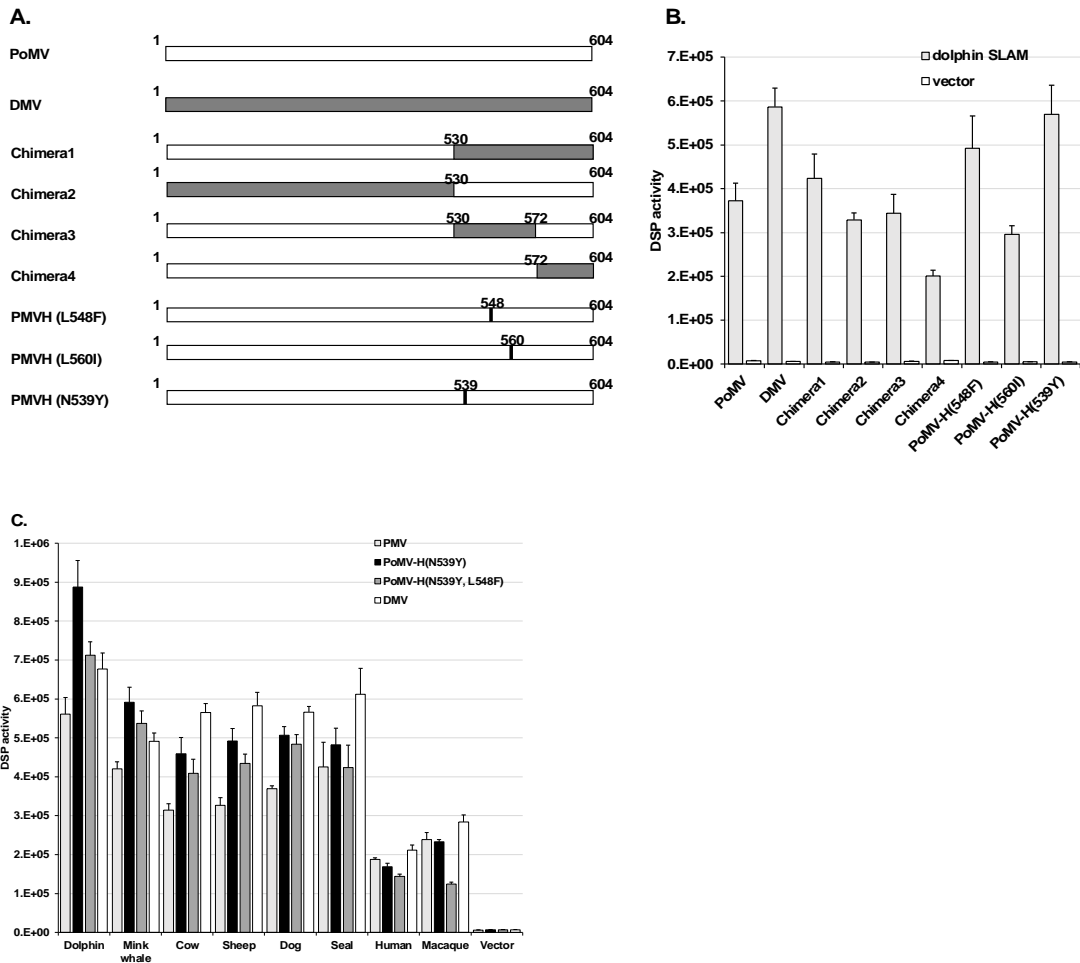 A.
1
604
PoMV
1
604
DMV
1
530
604
Chimera1
1
530
604
Chimera2
1
530
572
604
Chimera3
1
572
604
Chimera4
1
548
604
PMVH (L548F)
1
560
604
PMVH (L560I)
1
539
604
PMVH (N539Y)
B.
dolphin SLAM
vector
7.E+05
6.E+05
5.E+05
4.E+05
3.E+05
2.E+05
1.E+05
0.E+00
DSP activity
PoMV
DMV
Chimera1
Chimera2
Chimera3
Chimera4
PoMV-H(548F)
PoMV-H(560I)
PoMV-H(539Y)
C.
PMV
PoMV-H(N539Y)
PoMV-H(N539Y, L548F)
DMV
1.E+06
9.E+05
8.E+05
7.E+05
6.E+05
5.E+05
4.E+05
3.E+05
2.E+05
1.E+05
0.E+00
DSP activity
Dolphin
Mink whale
Cow
Sheep
Dog
Seal
Human
Macaque
Vector